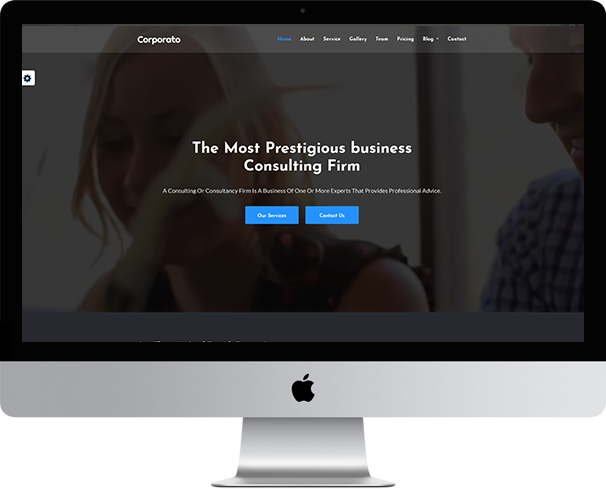 Corporato
Home About Service Gallery Team Pricing Blog Contact
The Most Prestigious business
Consulting Firm
A Consulting Or Consultancy Firm Is A Business Of One Or More Experts That Provides Professional Advice.
Our Services Contact Us